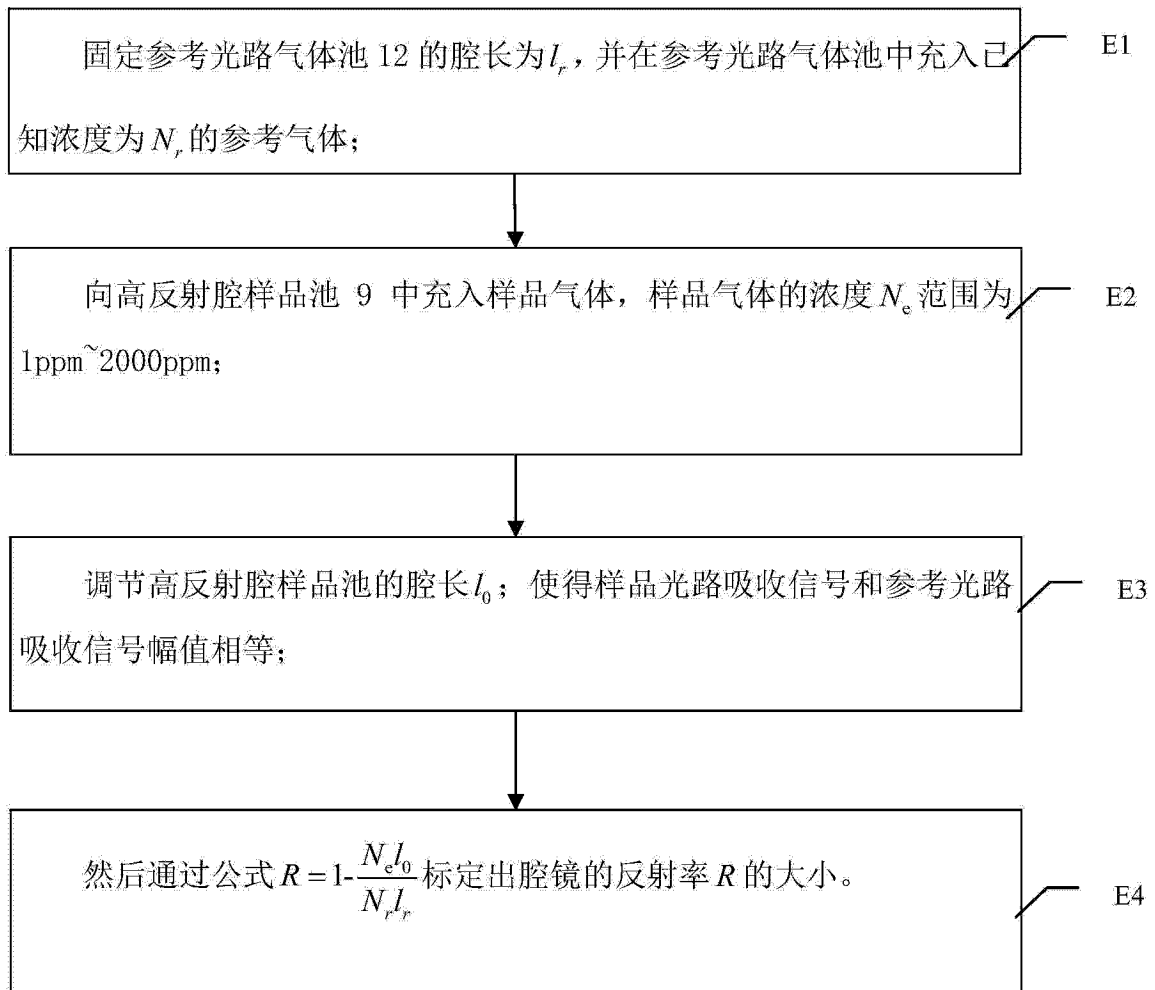 固定参考光路气体池 12 的腔长为 l_r，并在参考光路气体池中充入已
E1
知浓度为 N_r 的参考气体；
向高反射腔样品池 9 中充入样品气体，样品气体的浓度 N_e 范围为
E2
1ppm~2000ppm；
调节高反射腔样品池的腔长 l_0；使得样品光路吸收信号和参考光路
E3
吸收信号幅值相等；
然后通过公式 R=1-\frac{N_e l_0}{N_r l_r} 标定出腔镜的反射率 R 的大小。
E4